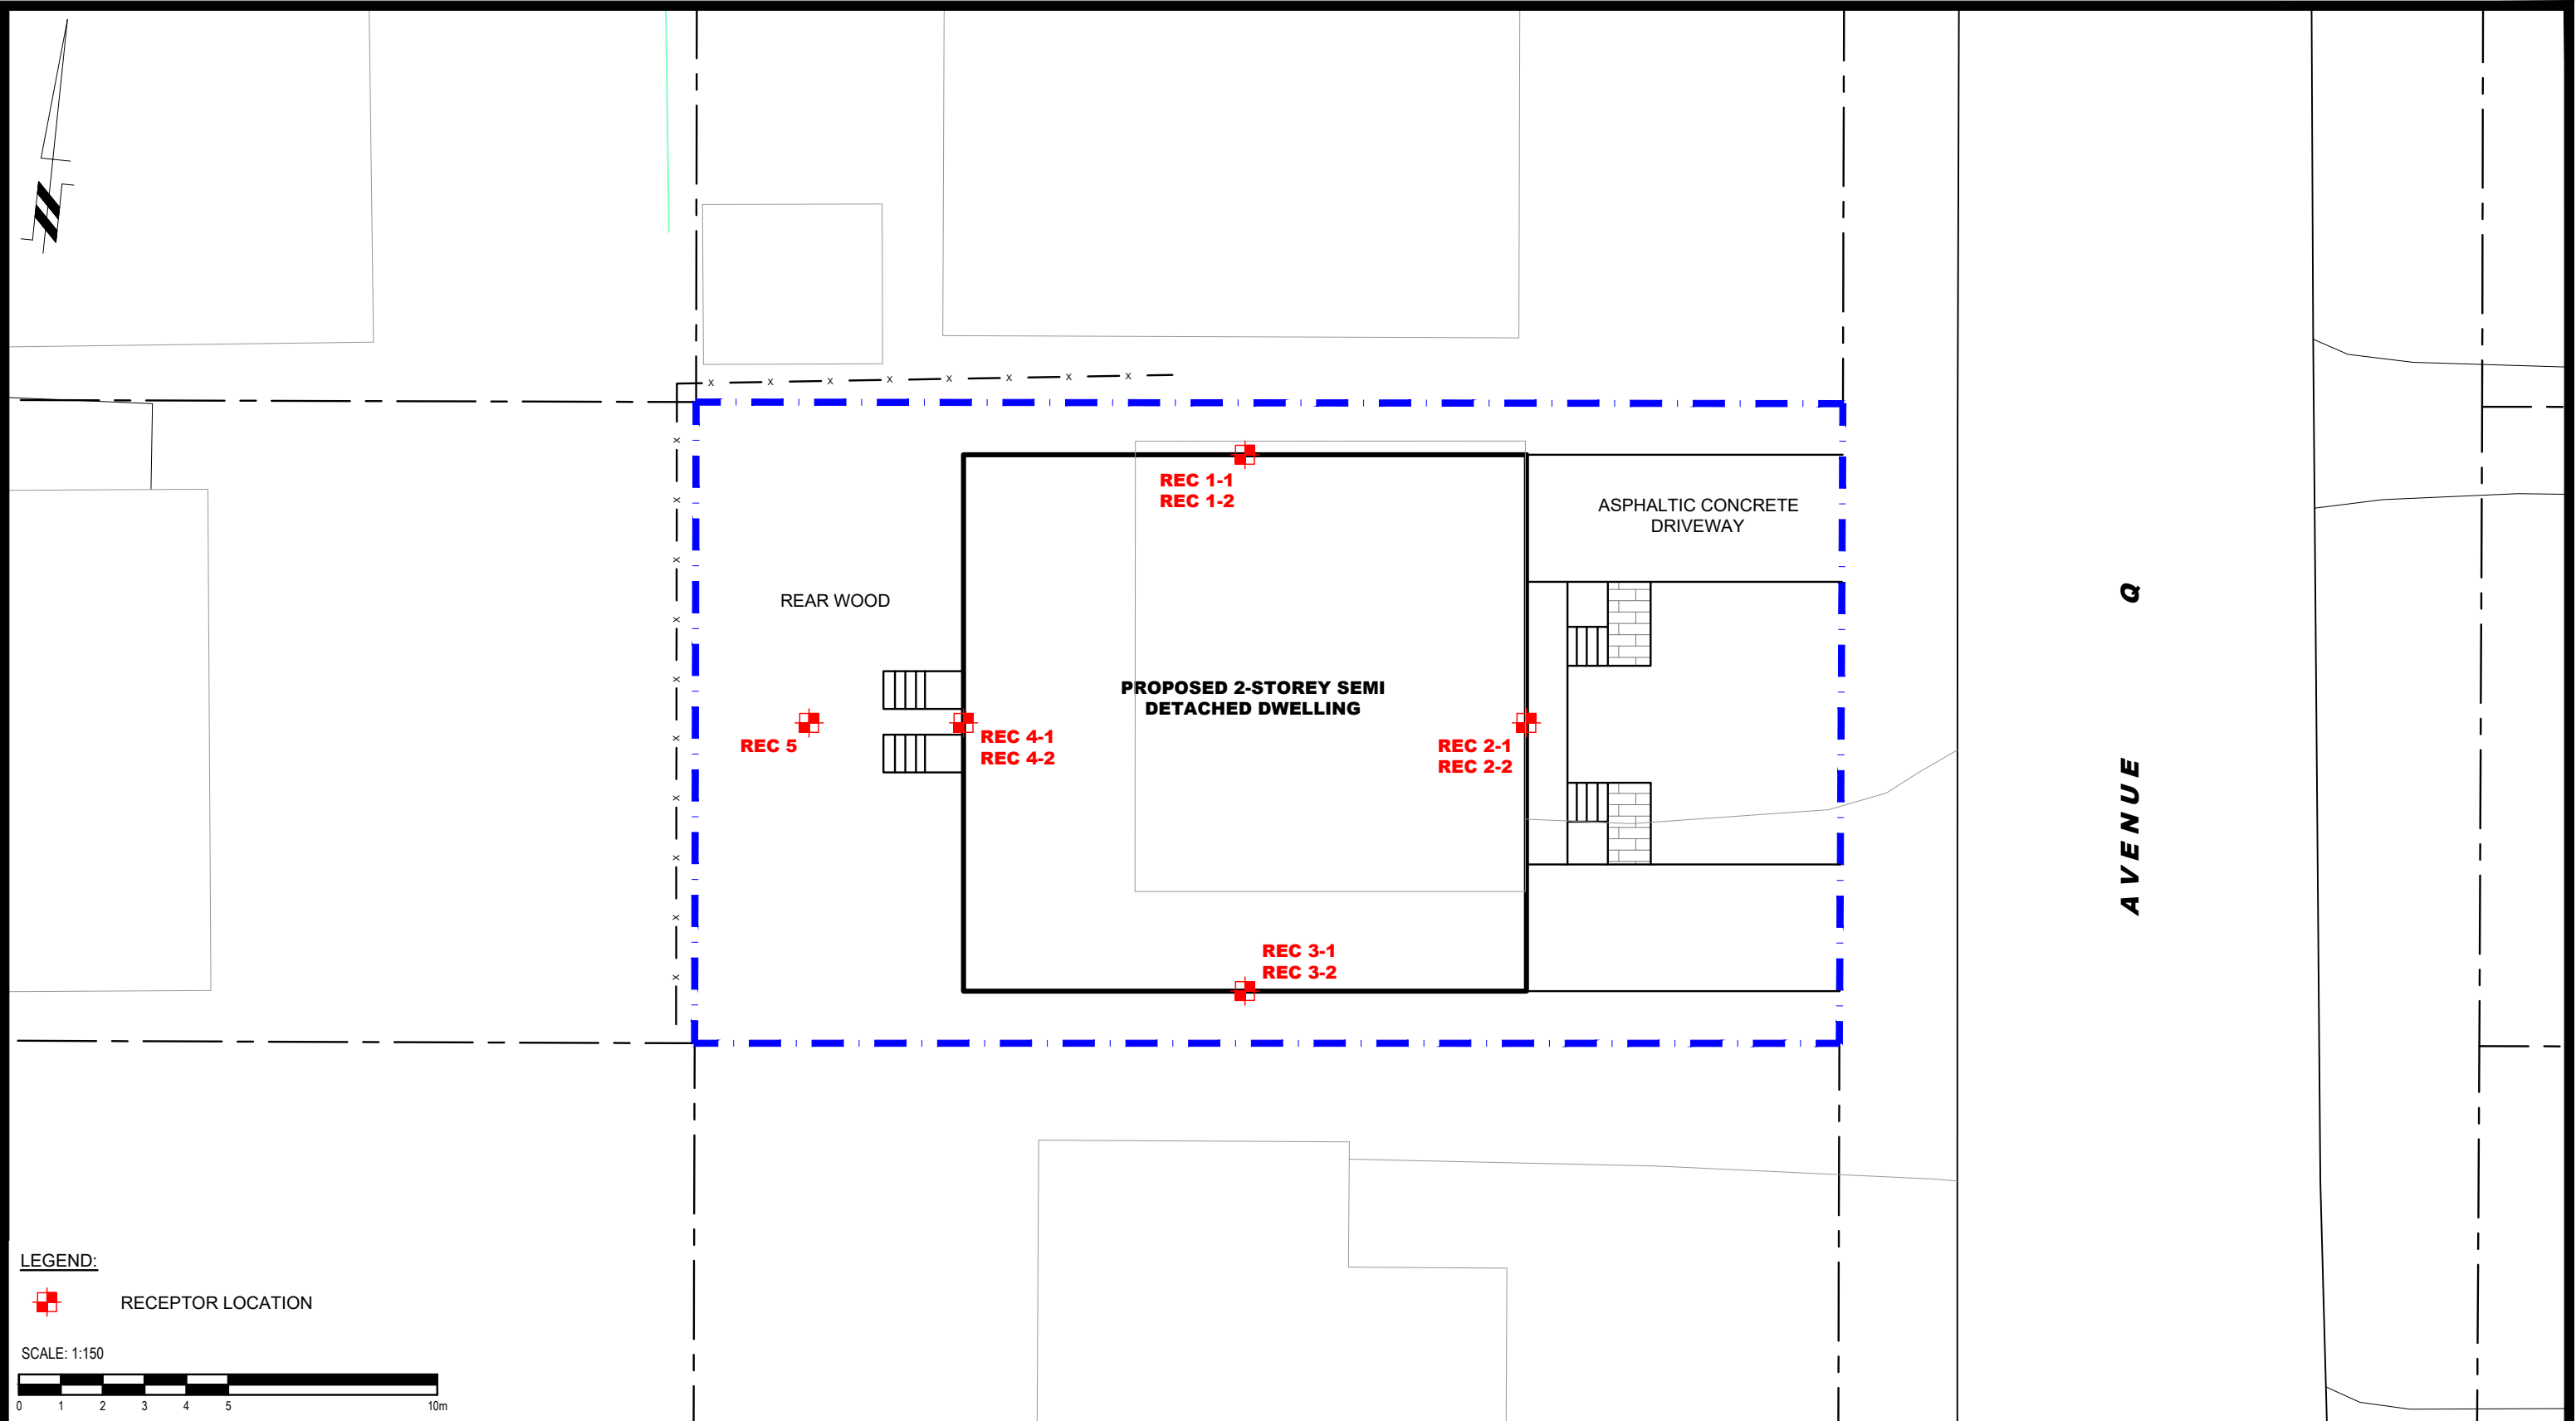 REC 1-1
REC 1-2
ASPHALTIC CONCRETE
DRIVEWAY
REAR WOOD
PROPOSED 2-STOREY SEMI
DETACHED DWELLING
REC 5
REC 4-1
REC 4-2
REC 2-1
REC 2-2
AVENUE Q
REC 3-1
REC 3-2
LEGEND:
RECEPTOR LOCATION
SCALE: 1:150
0 1 2 3 4 5 10m